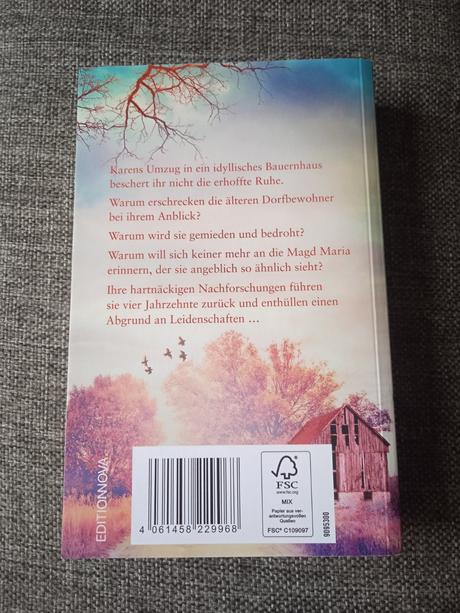 Karens Umzug in ein idyllisches Bauernhaus
beschert ihr nicht die erhoffte Ruhe.
Warum erschrecken die älteren Dorfbewohner
bei ihrem Anblick?
Warum wird sie gemieden und bedroht?
Warum will sich keiner mehr an die Magd Maria
erinnern, der sie angeblich so ähnlich sieht?
Ihre hartnäckigen Nachforschungen führen
sie vier Jahrzehnte zurück und enthüllen einen
Abgrund an Leidenschaften …
EDITIONNOVA
4 061458 229968
FSC
www.fsc.org
MIX
Papier aus ver-
antwortungsvollen
Quellen
FSC® C109097
9095300